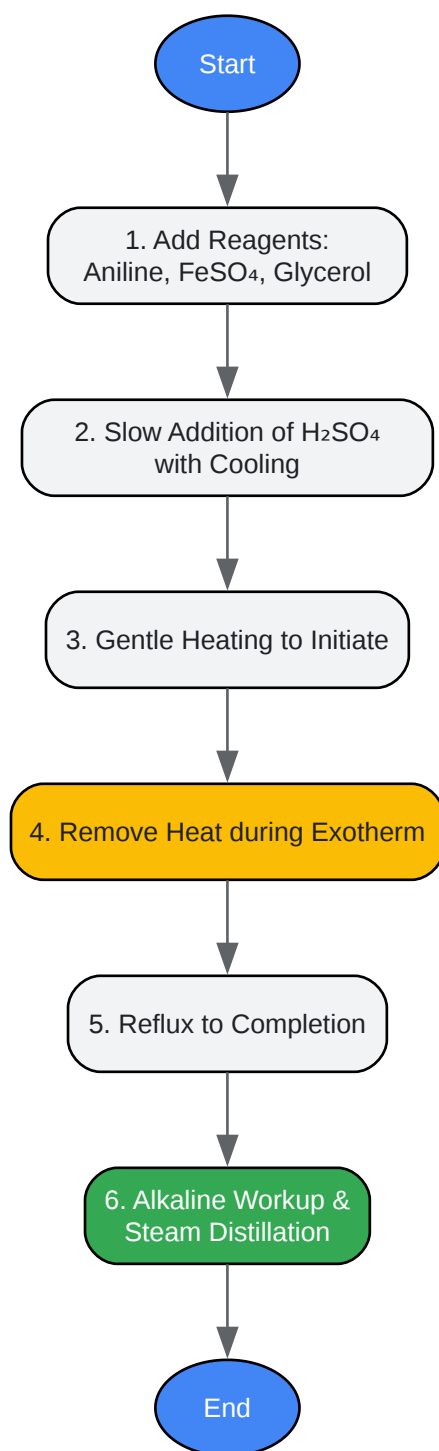 Start
1. Add Reagents:
Aniline, FeSO₄, Glycerol
2. Slow Addition of H₂SO₄
with Cooling
3. Gentle Heating to Initiate
4. Remove Heat during Exotherm
5. Reflux to Completion
6. Alkaline Workup &
Steam Distillation
End